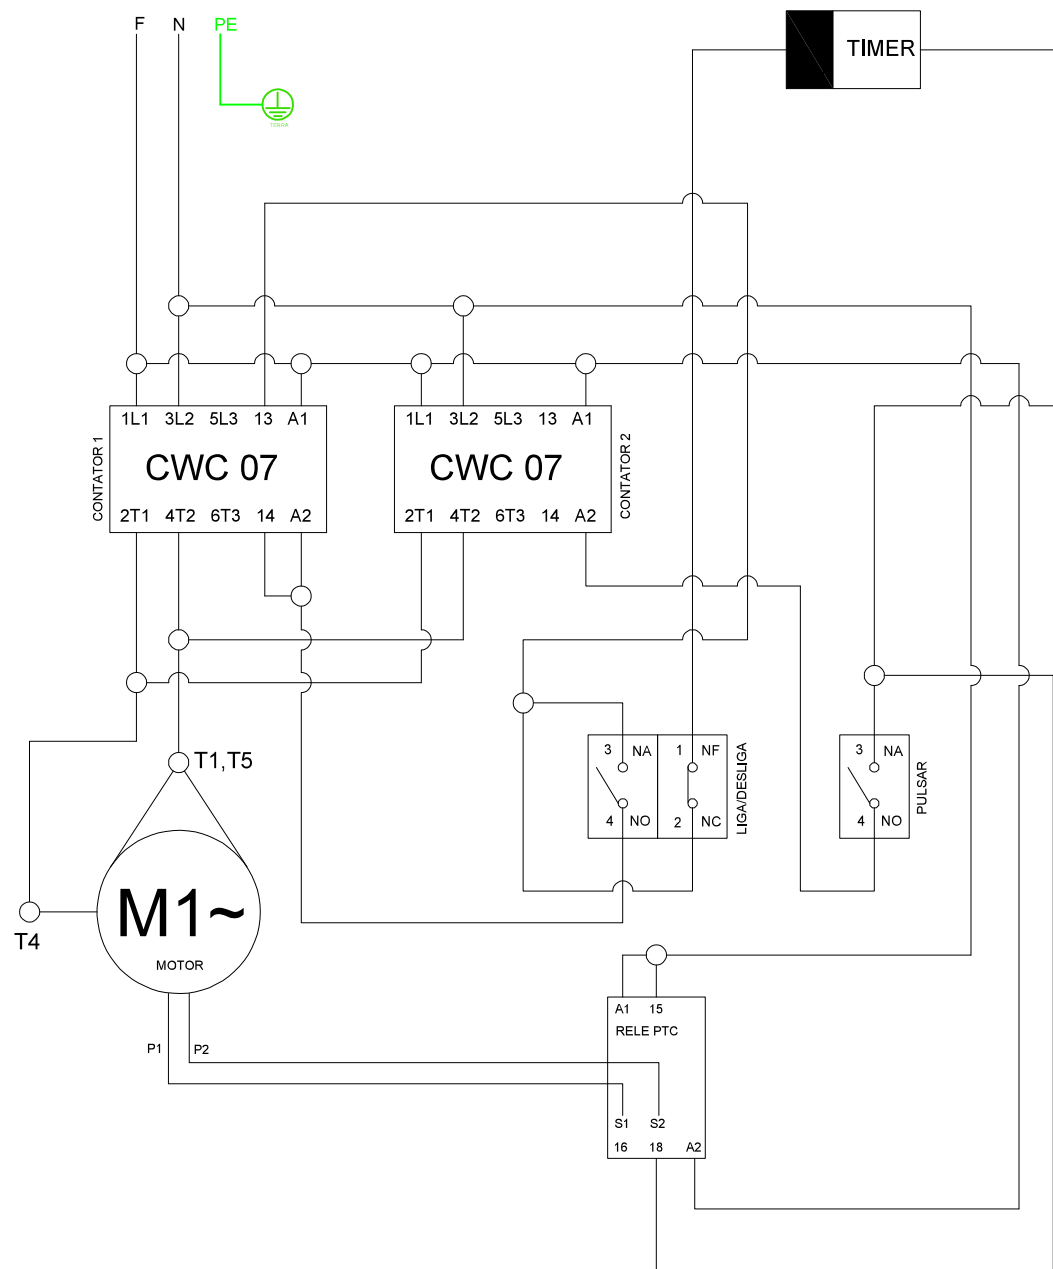 F N PE
TIMER
TERRA
1L1 3L2 5L3 13 A1
1L1 3L2 5L3 13 A1
CONTATOR 1
CWC 07
CWC 07
CONTATOR 2
2T1 4T2 6T3 14 A2
2T1 4T2 6T3 14 A2
3 NA 1 NF
3 NA
LIGA/DESLIGA
PULSAR
T1,T5
4 NO 2 NC
4 NO
M1~
T4
MOTOR
A1 15
RELE PTC
P1 P2
S1 S2
16 18 A2